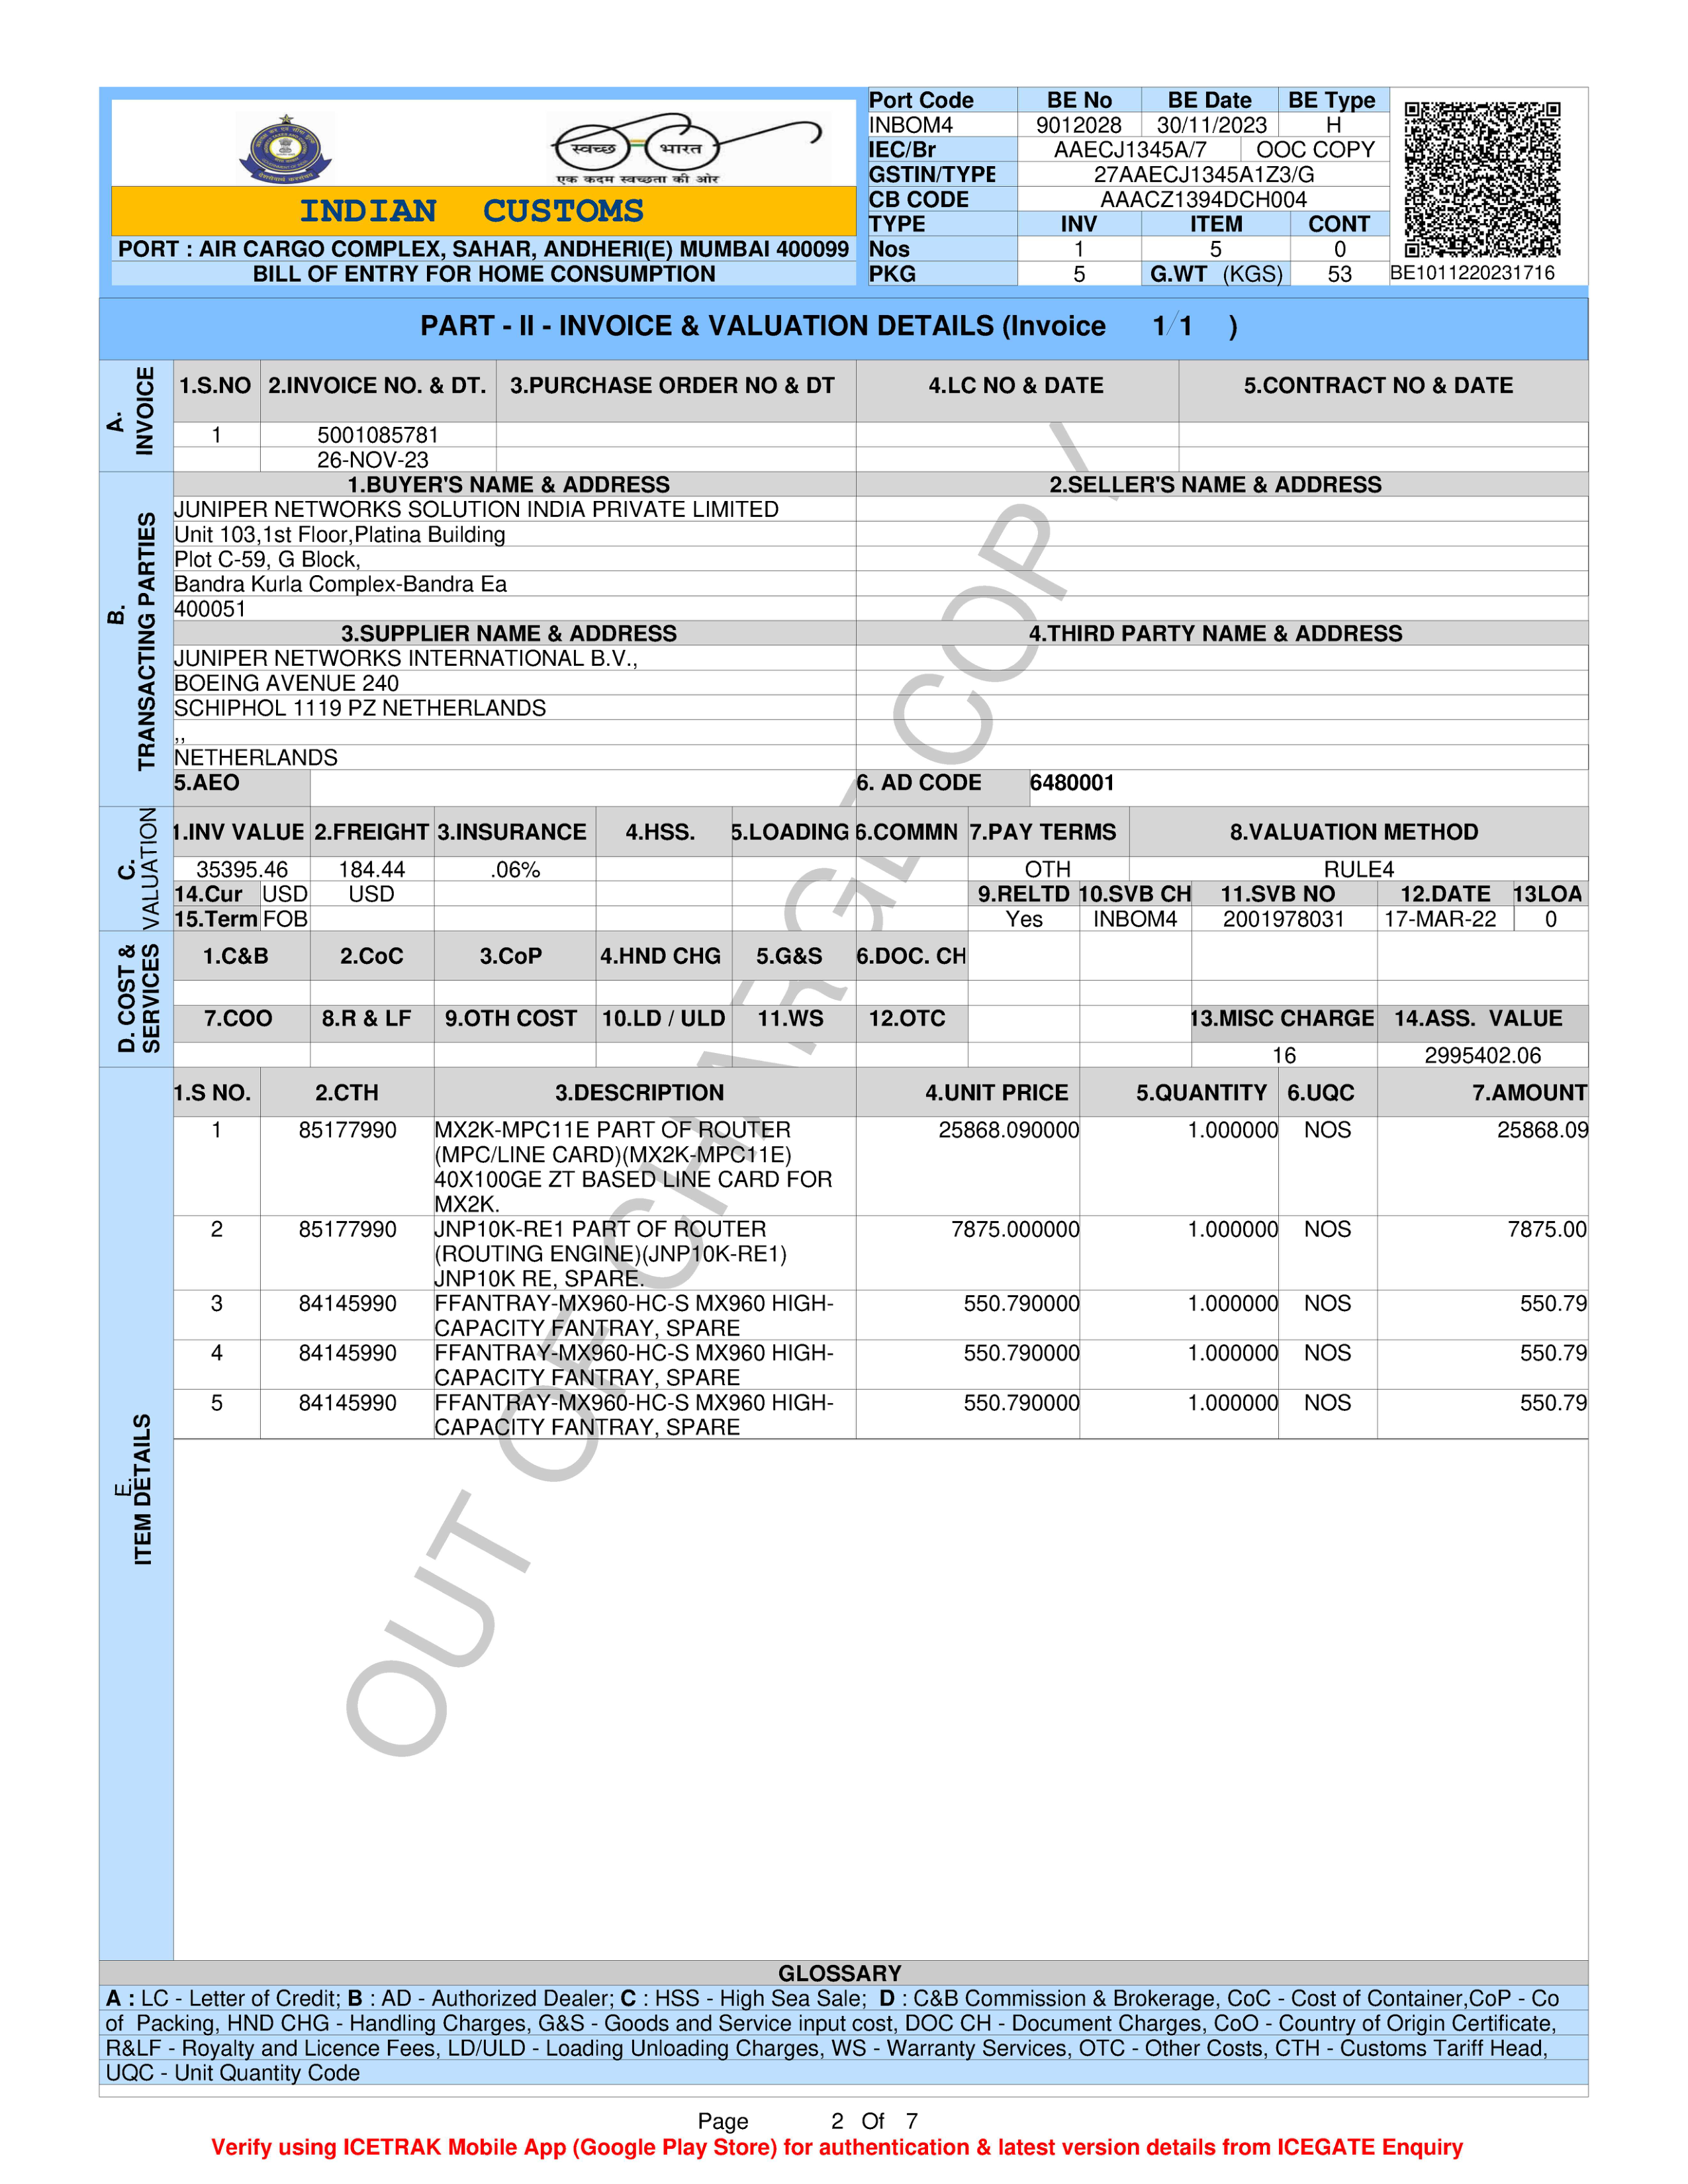 स्वच्छ भारत
एक कदम स्वच्छता की ओर
INDIAN CUSTOMS
PORT : AIR CARGO COMPLEX, SAHAR, ANDHERI(E) MUMBAI 400099
BILL OF ENTRY FOR HOME CONSUMPTION
Port Code BE No BE Date BE Type
INBOM4 9012028 30/11/2023 H
IEC/Br AAECJ1345A/7 OOC COPY
GSTIN/TYPE 27AAECJ1345A1Z3/G
CB CODE AAACZ1394DCH004
TYPE INV ITEM CONT
Nos 1 5 0
PKG 5 G.WT (KGS) 53
BE1011220231716
PART - II - INVOICE & VALUATION DETAILS (Invoice 1/1 )
A. INVOICE
1.S.NO 2.INVOICE NO. & DT. 3.PURCHASE ORDER NO & DT 4.LC NO & DATE 5.CONTRACT NO & DATE
1 5001085781
26-NOV-23
B. TRANSACTING PARTIES
1.BUYER'S NAME & ADDRESS 2.SELLER'S NAME & ADDRESS
JUNIPER NETWORKS SOLUTION INDIA PRIVATE LIMITED
Unit 103,1st Floor,Platina Building
Plot C-59, G Block,
Bandra Kurla Complex-Bandra Ea
400051
3.SUPPLIER NAME & ADDRESS 4.THIRD PARTY NAME & ADDRESS
JUNIPER NETWORKS INTERNATIONAL B.V.,
BOEING AVENUE 240
SCHIPHOL 1119 PZ NETHERLANDS
,,
NETHERLANDS
5.AEO 6. AD CODE 6480001
C. VALUATION
1.INV VALUE 2.FREIGHT 3.INSURANCE 4.HSS. 5.LOADING 6.COMMN 7.PAY TERMS 8.VALUATION METHOD
35395.46 184.44 .06% OTH RULE4
14.Cur USD USD 9.RELTD 10.SVB CH 11.SVB NO 12.DATE 13LOA
15.Term FOB Yes INBOM4 2001978031 17-MAR-22 0
D. COST & SERVICES
1.C&B 2.CoC 3.CoP 4.HND CHG 5.G&S 6.DOC. CH
7.COO 8.R & LF 9.OTH COST 10.LD / ULD 11.WS 12.OTC 13.MISC CHARGE 14.ASS. VALUE
16 2995402.06
E. ITEM DETAILS
1.S NO. 2.CTH 3.DESCRIPTION 4.UNIT PRICE 5.QUANTITY 6.UQC 7.AMOUNT
1 85177990 MX2K-MPC11E PART OF ROUTER 25868.090000 1.000000 NOS 25868.09
(MPC/LINE CARD)(MX2K-MPC11E)
40X100GE ZT BASED LINE CARD FOR
MX2K.
2 85177990 JNP10K-RE1 PART OF ROUTER 7875.000000 1.000000 NOS 7875.00
(ROUTING ENGINE)(JNP10K-RE1)
JNP10K RE, SPARE.
3 84145990 FFANTRAY-MX960-HC-S MX960 HIGH- 550.790000 1.000000 NOS 550.79
CAPACITY FANTRAY, SPARE
4 84145990 FFANTRAY-MX960-HC-S MX960 HIGH- 550.790000 1.000000 NOS 550.79
CAPACITY FANTRAY, SPARE
5 84145990 FFANTRAY-MX960-HC-S MX960 HIGH- 550.790000 1.000000 NOS 550.79
CAPACITY FANTRAY, SPARE
OUT OF CHARGE COPY
GLOSSARY
A : LC - Letter of Credit; B : AD - Authorized Dealer; C : HSS - High Sea Sale; D : C&B Commission & Brokerage, CoC - Cost of Container,CoP - Co
of Packing, HND CHG - Handling Charges, G&S - Goods and Service input cost, DOC CH - Document Charges, CoO - Country of Origin Certificate,
R&LF - Royalty and Licence Fees, LD/ULD - Loading Unloading Charges, WS - Warranty Services, OTC - Other Costs, CTH - Customs Tariff Head,
UQC - Unit Quantity Code
Page 2 Of 7
Verify using ICETRAK Mobile App (Google Play Store) for authentication & latest version details from ICEGATE Enquiry